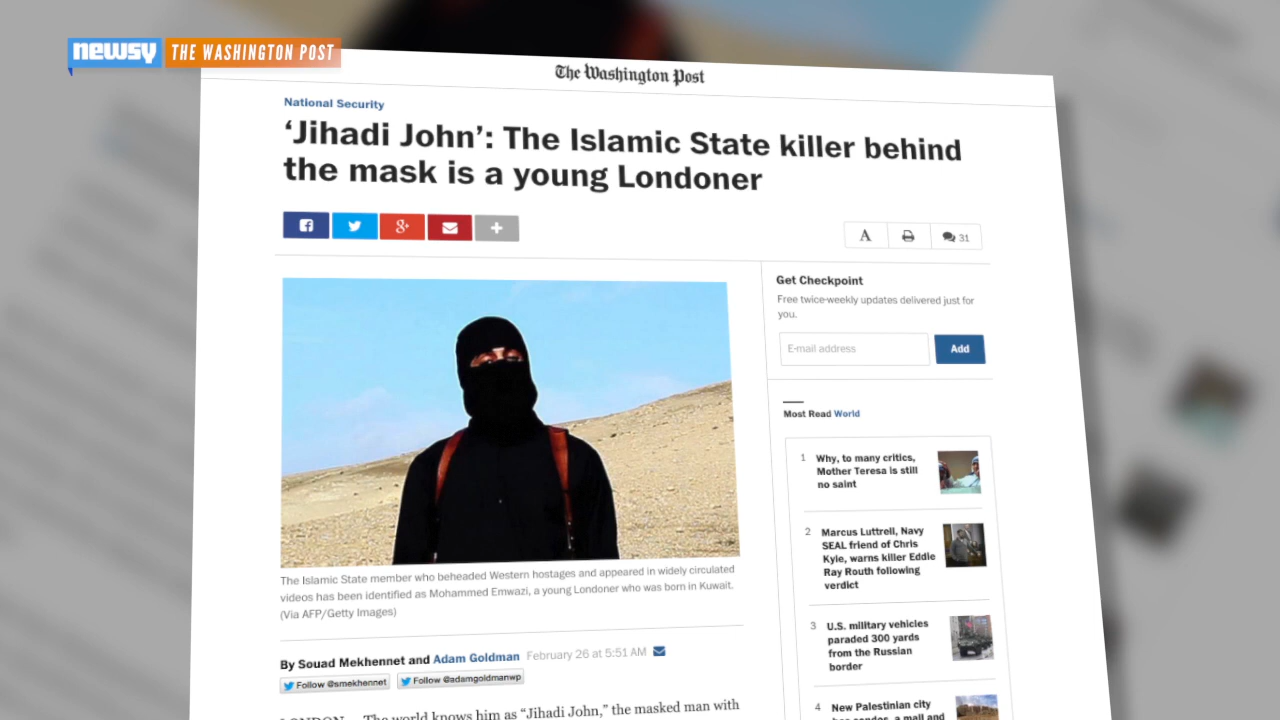 newsy THE WASHINGTON POST
The Washington Post
National Security
‘Jihadi John’: The Islamic State killer behind
the mask is a young Londoner
8+
A
31
The Islamic State member who beheaded Western hostages and appeared in widely circulated
videos has been identified as Mohammed Emwazi, a young Londoner who was born in Kuwait.
(Via AFP/Getty Images)
By Souad Mekhennet and Adam Goldman February 26 at 5:51 AM
Follow @smekhennet Follow @adamgoldmanwp
LONDON — The world knows him as “Jihadi John,” the masked man with
Get Checkpoint
Free twice-weekly updates delivered just for
you.
E-mail address Add
Most Read World
1 Why, to many critics,
Mother Teresa is still
no saint
2 Marcus Luttrell, Navy
SEAL friend of Chris
Kyle, warns killer Eddie
Ray Routh following
verdict
3 U.S. military vehicles
paraded 300 yards
from the Russian
border
4 New Palestinian city
has condos, a mall and